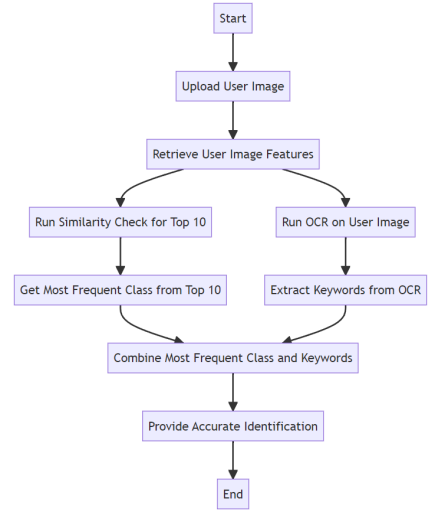 Start
Upload User Image
Retrieve User Image Features
Run Similarity Check for Top 10
Run OCR on User Image
Get Most Frequent Class from Top 10
Extract Keywords from OCR
Combine Most Frequent Class and Keywords
Provide Accurate Identification
End